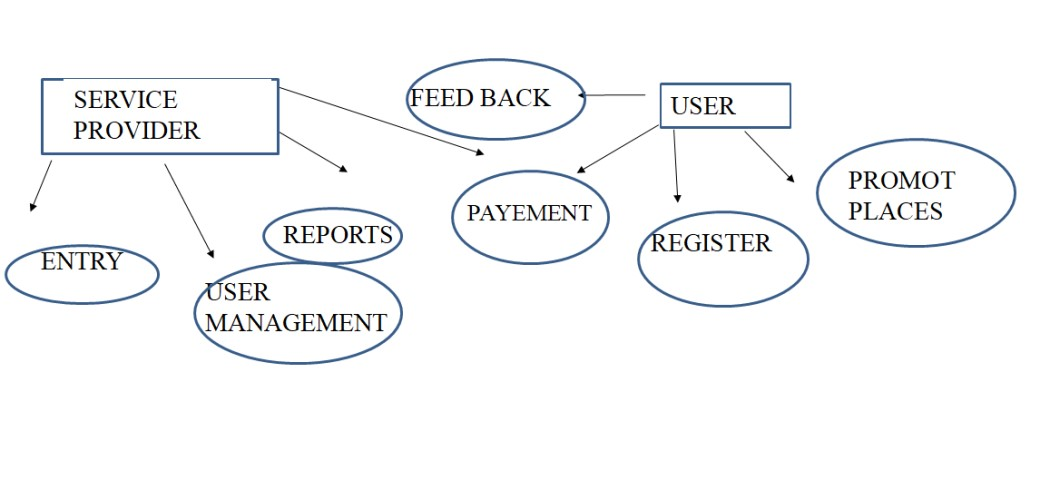 SERVICE
PROVIDER
FEED BACK
USER
PROMOT
PLACES
PAYEMENT
REGISTER
REPORTS
ENTRY
USER
MANAGEMENT